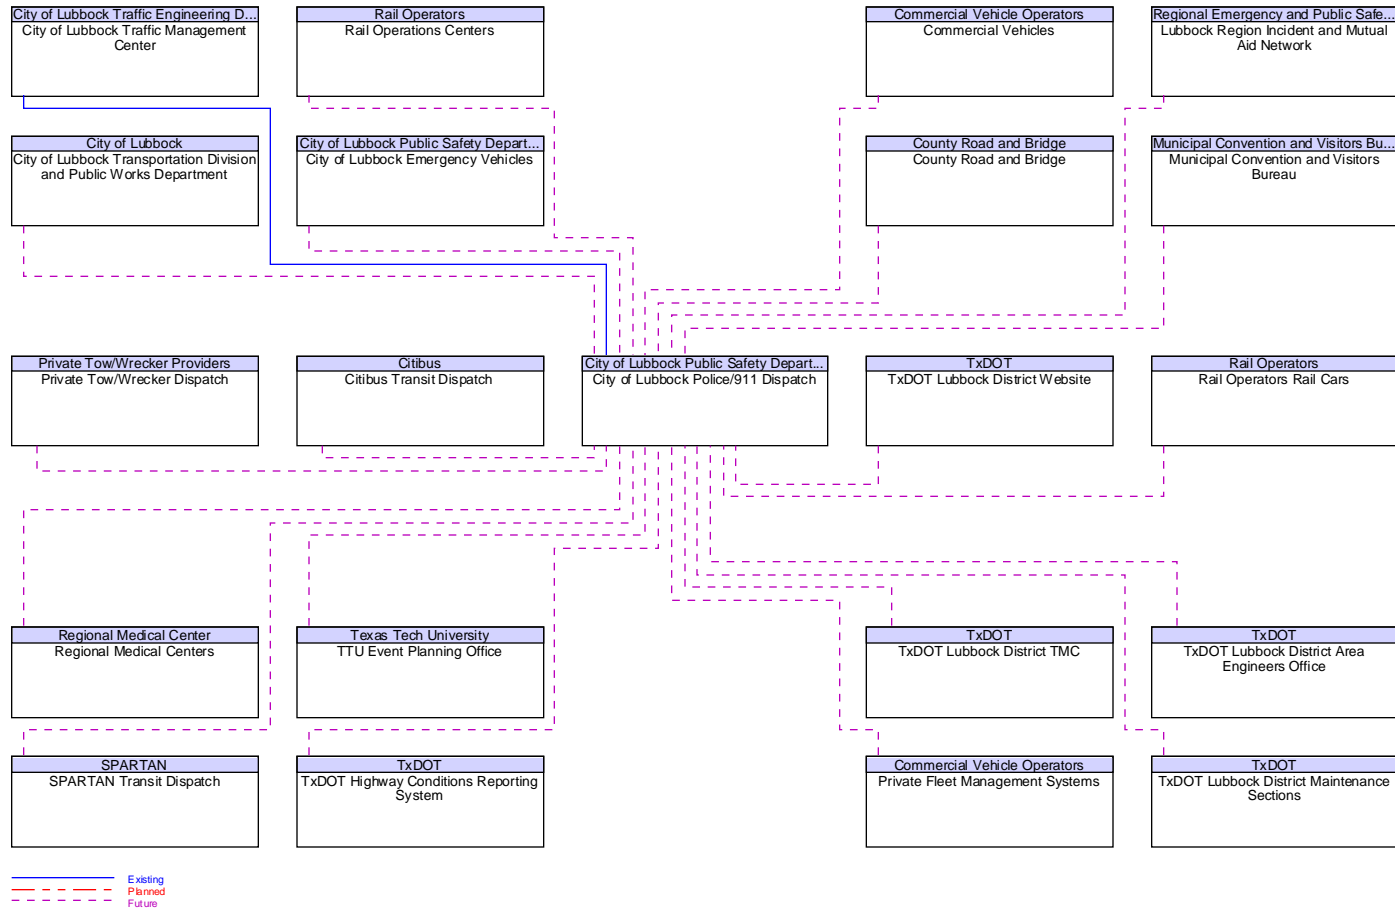 City of Lubbock Traffic Engineering D...
City of Lubbock Traffic Management
Center
Rail Operators
Rail Operations Centers
Commercial Vehicle Operators
Commercial Vehicles
Regional Emergency and Public Safe...
Lubbock Region Incident and Mutual
Aid Network
City of Lubbock
City of Lubbock Transportation Division
and Public Works Department
City of Lubbock Public Safety Depart...
City of Lubbock Emergency Vehicles
County Road and Bridge
County Road and Bridge
Municipal Convention and Visitors Bu...
Municipal Convention and Visitors
Bureau
Private Tow/Wrecker Providers
Private Tow/Wrecker Dispatch
Citibus
Citibus Transit Dispatch
City of Lubbock Public Safety Depart...
City of Lubbock Police/911 Dispatch
TxDOT
TxDOT Lubbock District Website
Rail Operators
Rail Operators Rail Cars
Regional Medical Center
Regional Medical Centers
Texas Tech University
TTU Event Planning Office
TxDOT
TxDOT Lubbock District TMC
TxDOT
TxDOT Lubbock District Area
Engineers Office
SPARTAN
SPARTAN Transit Dispatch
TxDOT
TxDOT Highway Conditions Reporting
System
Commercial Vehicle Operators
Private Fleet Management Systems
TxDOT
TxDOT Lubbock District Maintenance
Sections
Existing
Planned
Future